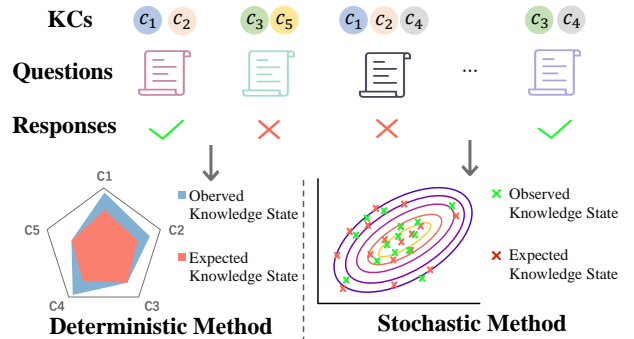 KCs c1 c2 c3 c5 c1 c2 c4 c3 c4
Questions ...
Responses
C1
C2
C3
C4
C5
Oberved
Knowledge State
Expected
Knowledge State
Deterministic Method
Observed
Knowledge State
Expected
Knowledge State
Stochastic Method